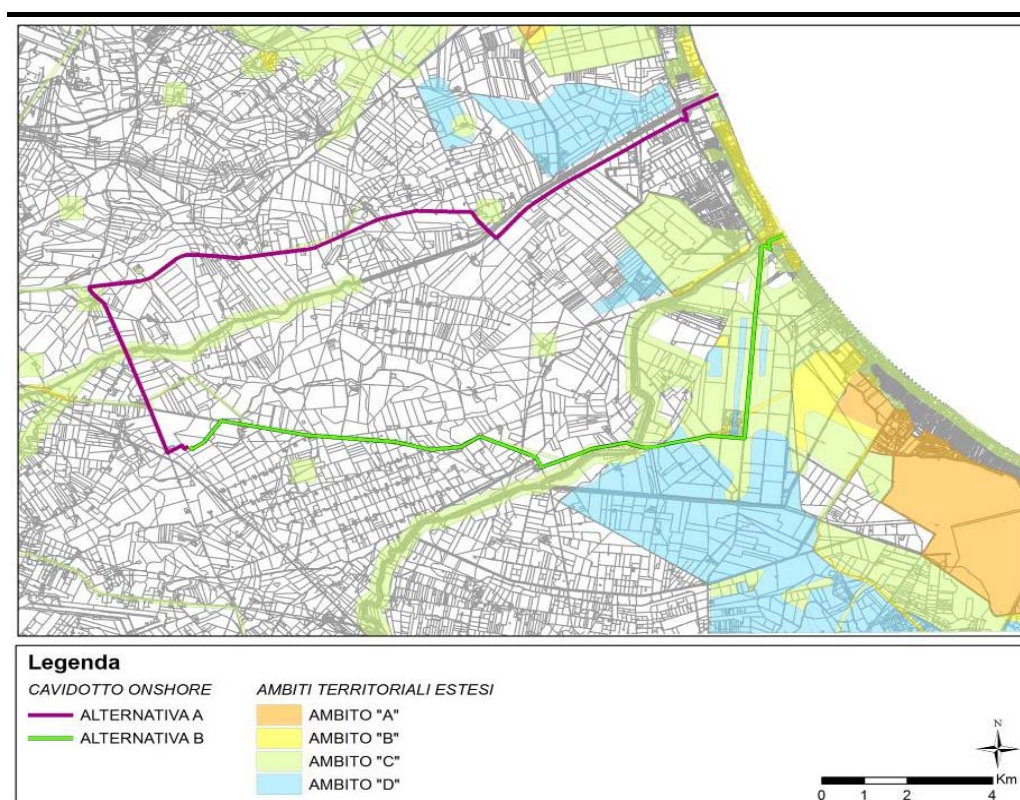 Legenda
CAVIDOTTO ONSHORE
ALTERNATIVA A
ALTERNATIVA B
AMBITI TERRITORIALI ESTESI
AMBITO "A"
AMBITO "B"
AMBITO "C"
AMBITO "D"
N
Km
0 1 2 4